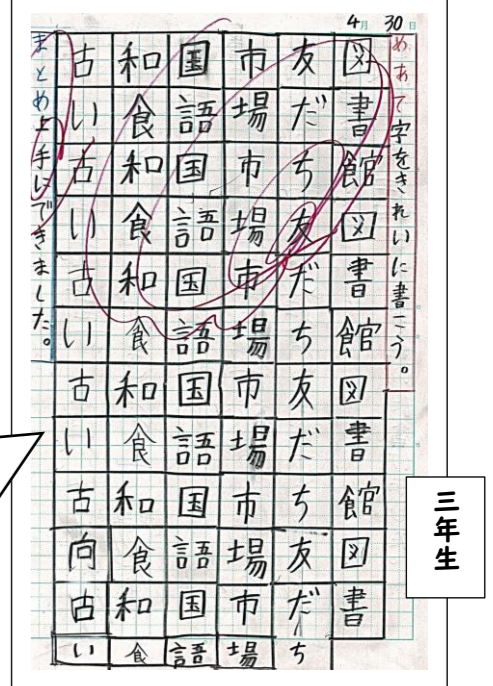 4月 30日
めあて字をきれいに書こう。
図書館図書館図書館図書
友だち友だち友だち友だち
市場市場市場市場市場市場
国語国語国語国語国語国語
和食和食和食和食和食和食
古い古い古い古い古向古い
まとめ上手にできました。
三年生